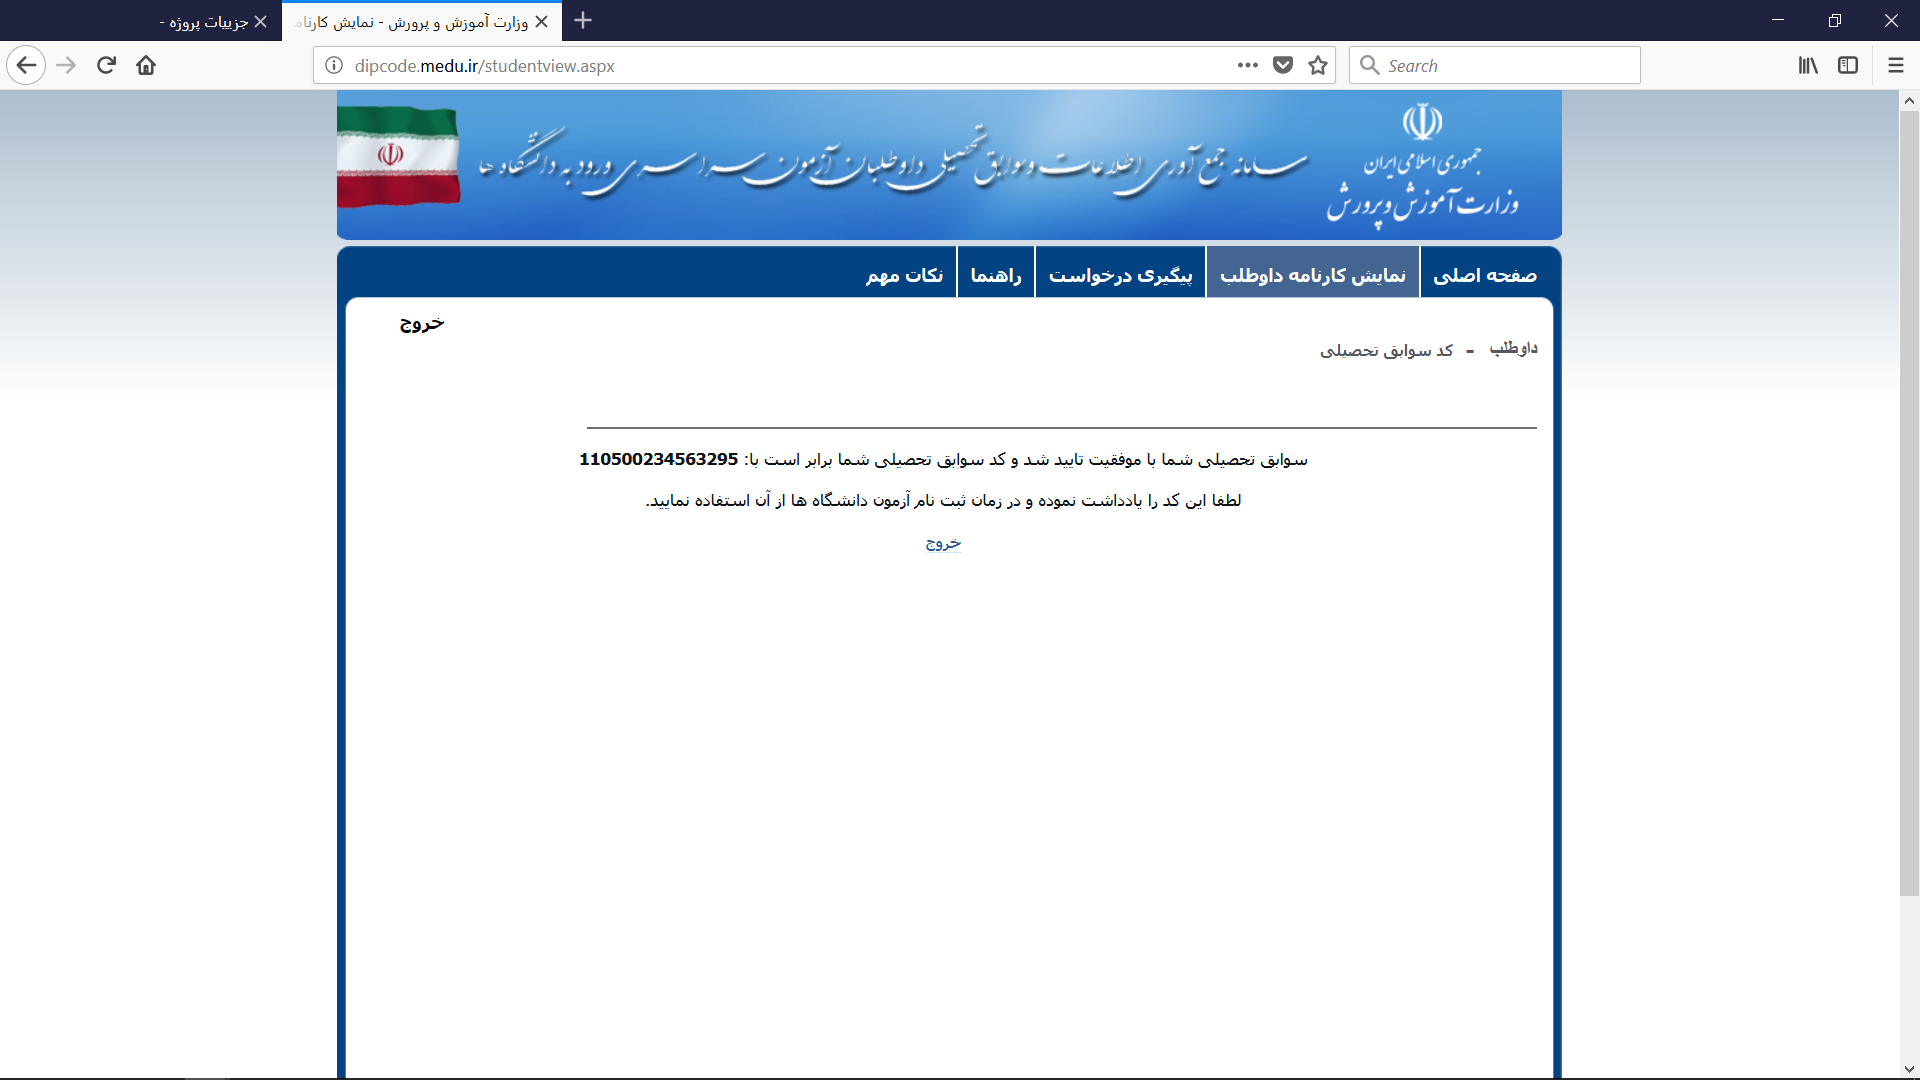 جزییات پروژه -
وزارت آموزش و پرورش - نمایش کارنام
dipcode.medu.ir/studentview.aspx
Search
جمهوری اسلامی ایران
وزارت آموزش و پرورش
سامانه جمع آوری اطلاعات و سوابق تحصیلی داوطلبان آزمون سراسری ورود به دانشگاه ها
صفحه اصلی
نمایش کارنامه داوطلب
پیگیری درخواست
راهنما
نکات مهم
خروج
داوطلب - کد سوابق تحصیلی
سوابق تحصیلی شما با موفقیت تایید شد و کد سوابق تحصیلی شما برابر است با: 110500234563295
لطفا این کد را یادداشت نموده و در زمان ثبت نام آزمون دانشگاه ها از آن استفاده نمایید.
خروج